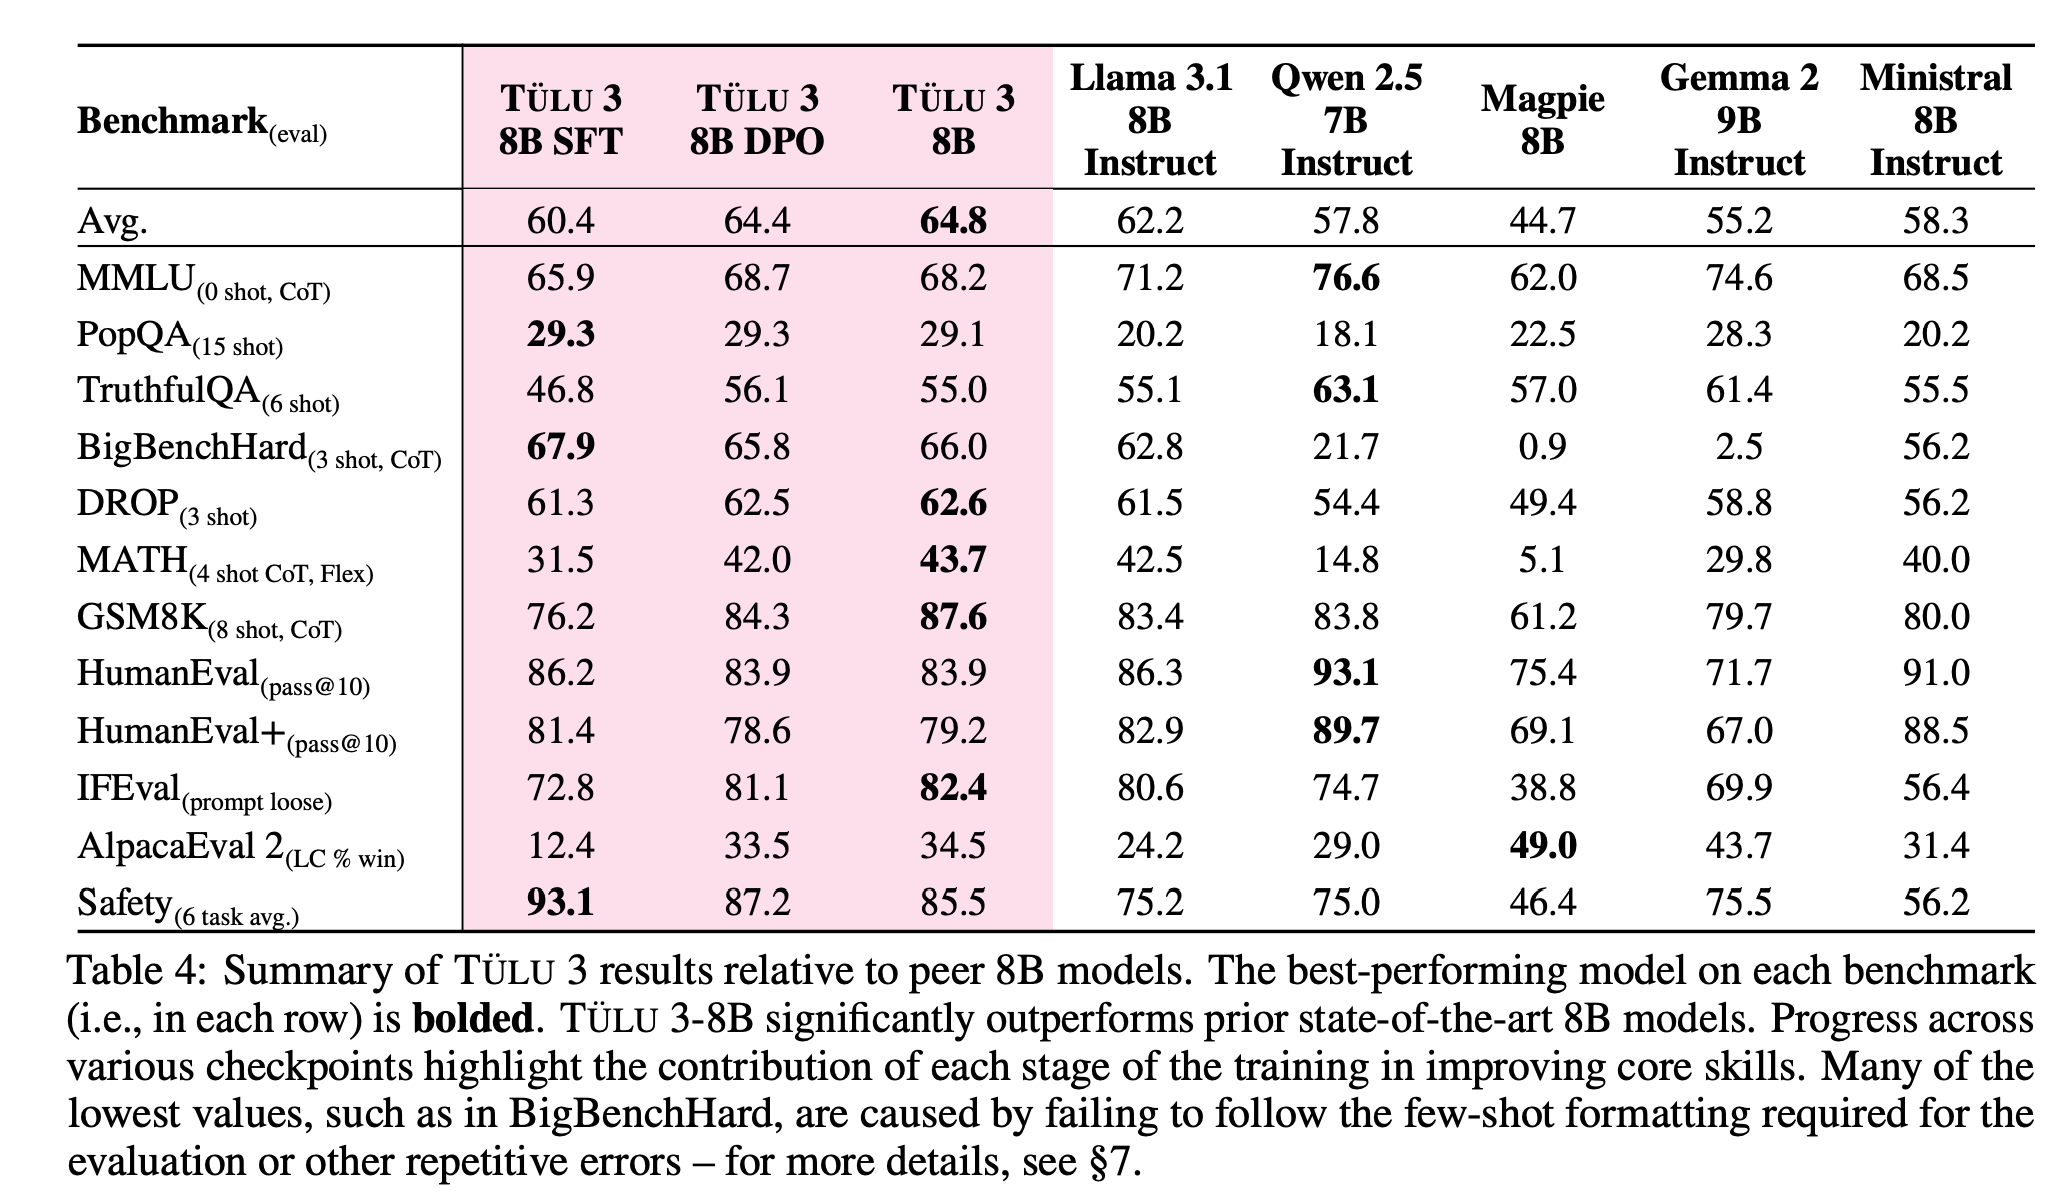 Benchmark(eval) TÜLU 3 8B SFT TÜLU 3 8B DPO TÜLU 3 8B Llama 3.1 8B Instruct Qwen 2.5 7B Instruct Magpie 8B Gemma 2 9B Instruct Ministral 8B Instruct
Avg. 60.4 64.4 64.8 62.2 57.8 44.7 55.2 58.3
MMLU(0 shot, CoT) 65.9 68.7 68.2 71.2 76.6 62.0 74.6 68.5
PopQA(15 shot) 29.3 29.3 29.1 20.2 18.1 22.5 28.3 20.2
TruthfulQA(6 shot) 46.8 56.1 55.0 55.1 63.1 57.0 61.4 55.5
BigBenchHard(3 shot, CoT) 67.9 65.8 66.0 62.8 21.7 0.9 2.5 56.2
DROP(3 shot) 61.3 62.5 62.6 61.5 54.4 49.4 58.8 56.2
MATH(4 shot CoT, Flex) 31.5 42.0 43.7 42.5 14.8 5.1 29.8 40.0
GSM8K(8 shot, CoT) 76.2 84.3 87.6 83.4 83.8 61.2 79.7 80.0
HumanEval(pass@10) 86.2 83.9 83.9 86.3 93.1 75.4 71.7 91.0
HumanEval+(pass@10) 81.4 78.6 79.2 82.9 89.7 69.1 67.0 88.5
IFEval(prompt loose) 72.8 81.1 82.4 80.6 74.7 38.8 69.9 56.4
AlpacaEval 2(LC % win) 12.4 33.5 34.5 24.2 29.0 49.0 43.7 31.4
Safety(6 task avg.) 93.1 87.2 85.5 75.2 75.0 46.4 75.5 56.2
Table 4: Summary of TÜLU 3 results relative to peer 8B models. The best-performing model on each benchmark
(i.e., in each row) is bolded. TÜLU 3-8B significantly outperforms prior state-of-the-art 8B models. Progress across
various checkpoints highlight the contribution of each stage of the training in improving core skills. Many of the
lowest values, such as in BigBenchHard, are caused by failing to follow the few-shot formatting required for the
evaluation or other repetitive errors – for more details, see §7.